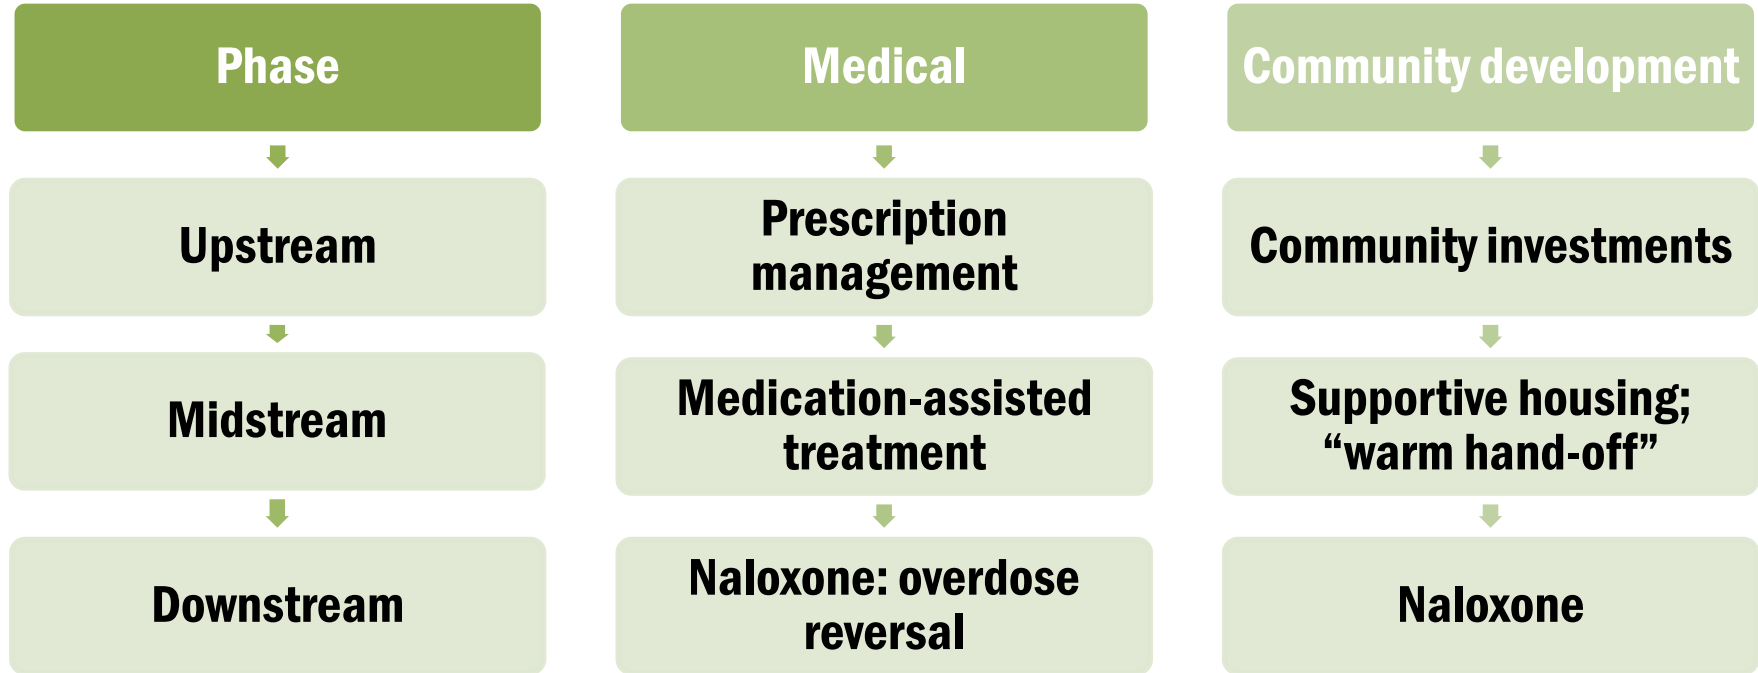 Phase
Medical
Community development
Upstream
Prescription
management
Community investments
Midstream
Medication-assisted
treatment
Supportive housing;
“warm hand-off”
Downstream
Naloxone: overdose
reversal
Naloxone